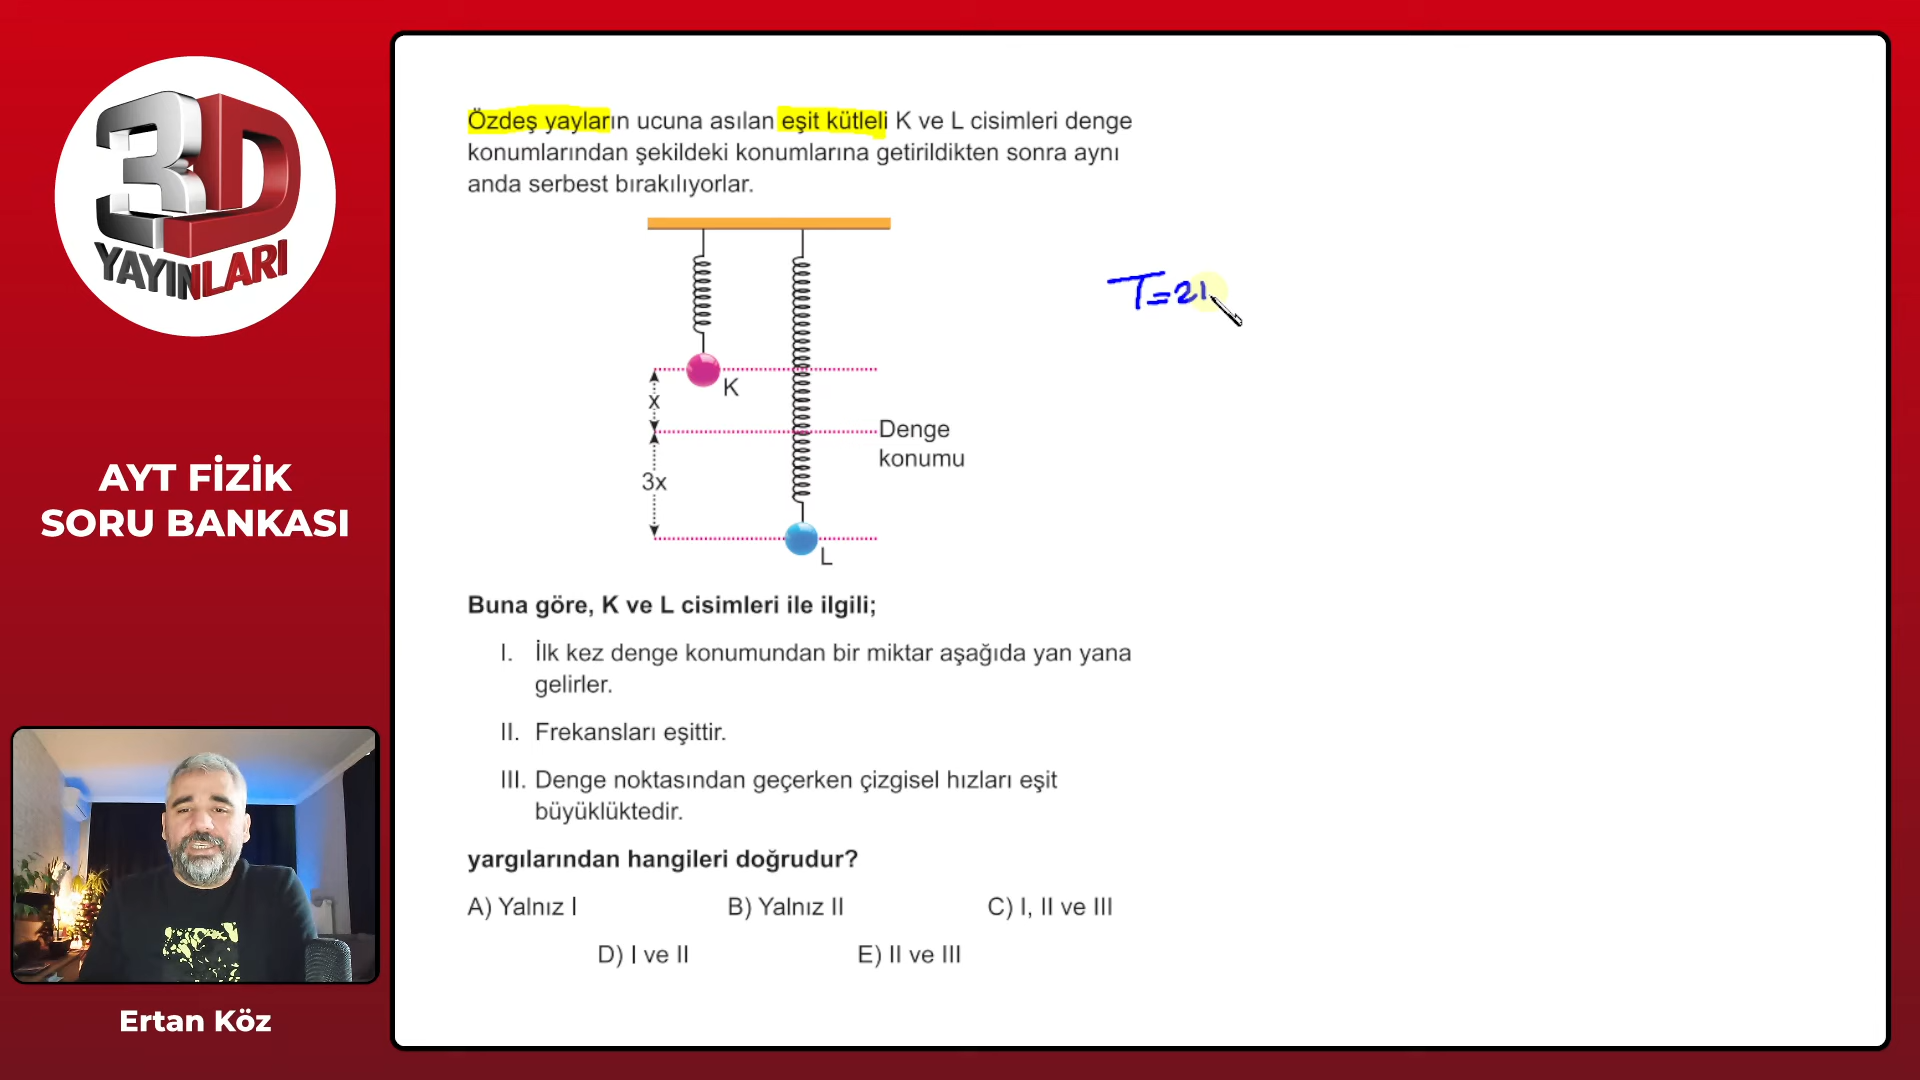 3D
YAYINLARI
AYT FİZİK
SORU BANKASI
Ertan Köz
Özdeş yayların ucuna asılan eşit kütleli K ve L cisimleri denge
konumlarından şekildeki konumlarına getirildikten sonra aynı
anda serbest bırakılıyorlar.
K
x
Denge
konumu
3x
L
T=21
Buna göre, K ve L cisimleri ile ilgili;
I. İlk kez denge konumundan bir miktar aşağıda yan yana
gelirler.
II. Frekansları eşittir.
III. Denge noktasından geçerken çizgisel hızları eşit
büyüklüktedir.
yargılarından hangileri doğrudur?
A) Yalnız I B) Yalnız II C) I, II ve III
D) I ve II E) II ve III